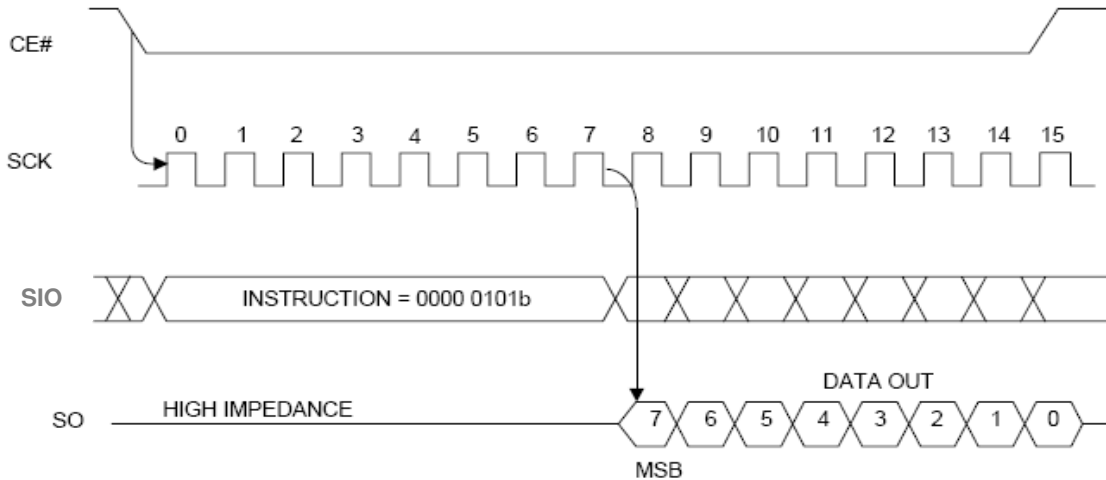 CE#
0 1 2 3 4 5 6 7 8 9 10 11 12 13 14 15
SCK
SIO INSTRUCTION = 0000 0101b
DATA OUT
SO HIGH IMPEDANCE 7 6 5 4 3 2 1 0
MSB